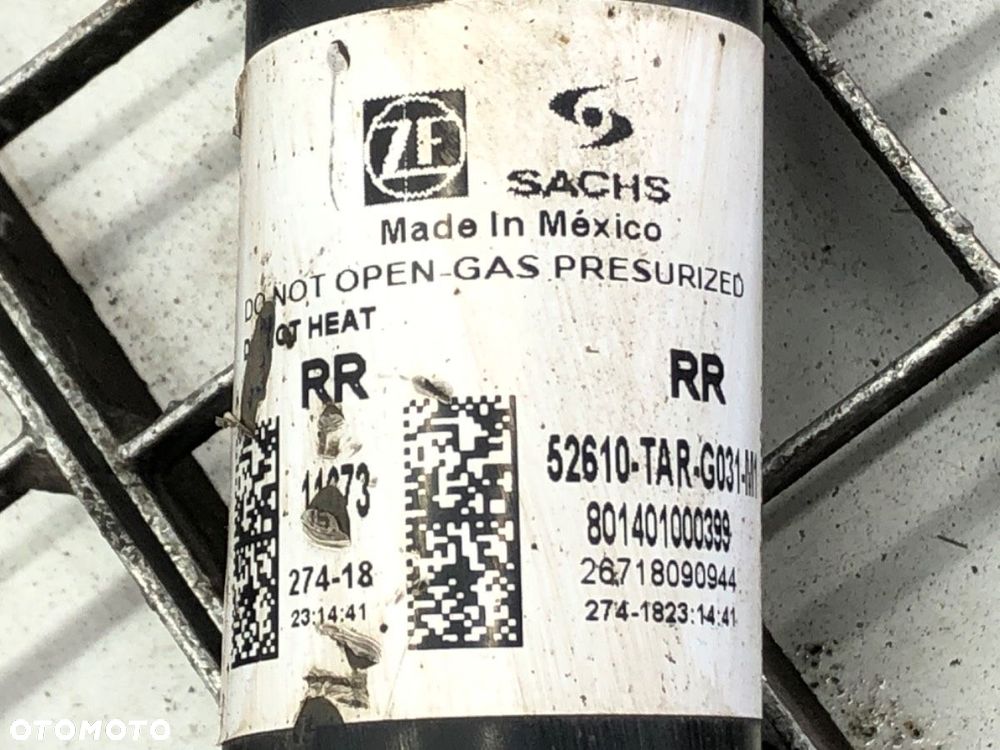 ZF
SACHS
Made In México
DO NOT OPEN-GAS PRESURIZED
HEAT
RR
RR
52610-TAR-G031-M1
801401000399
26718090944
274-18
23:14:41
274-1823:14:41
OTOMOTO